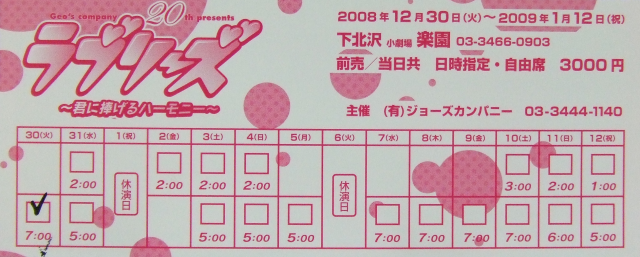 Geo's company 20th presents
ラブリーズ
～君に捧げるハーモニー～
2008年12月30日(火)～2009年1月12日(祝)
下北沢 小劇場 楽園 03-3466-0903
前売／当日共 日時指定・自由席 3000円
主催 (有)ジョーズカンパニー 03-3444-1140
30(火) 31(水) 1(祝) 2(金) 3(土) 4(日) 5(月) 6(火) 7(水) 8(木) 9(金) 10(土) 11(日) 12(祝)
2:00 休演日 2:00 2:00 2:00 休演日 3:00 2:00 1:00
7:00 5:00 5:00 5:00 5:00 7:00 7:00 7:00 7:00 6:00 5:00